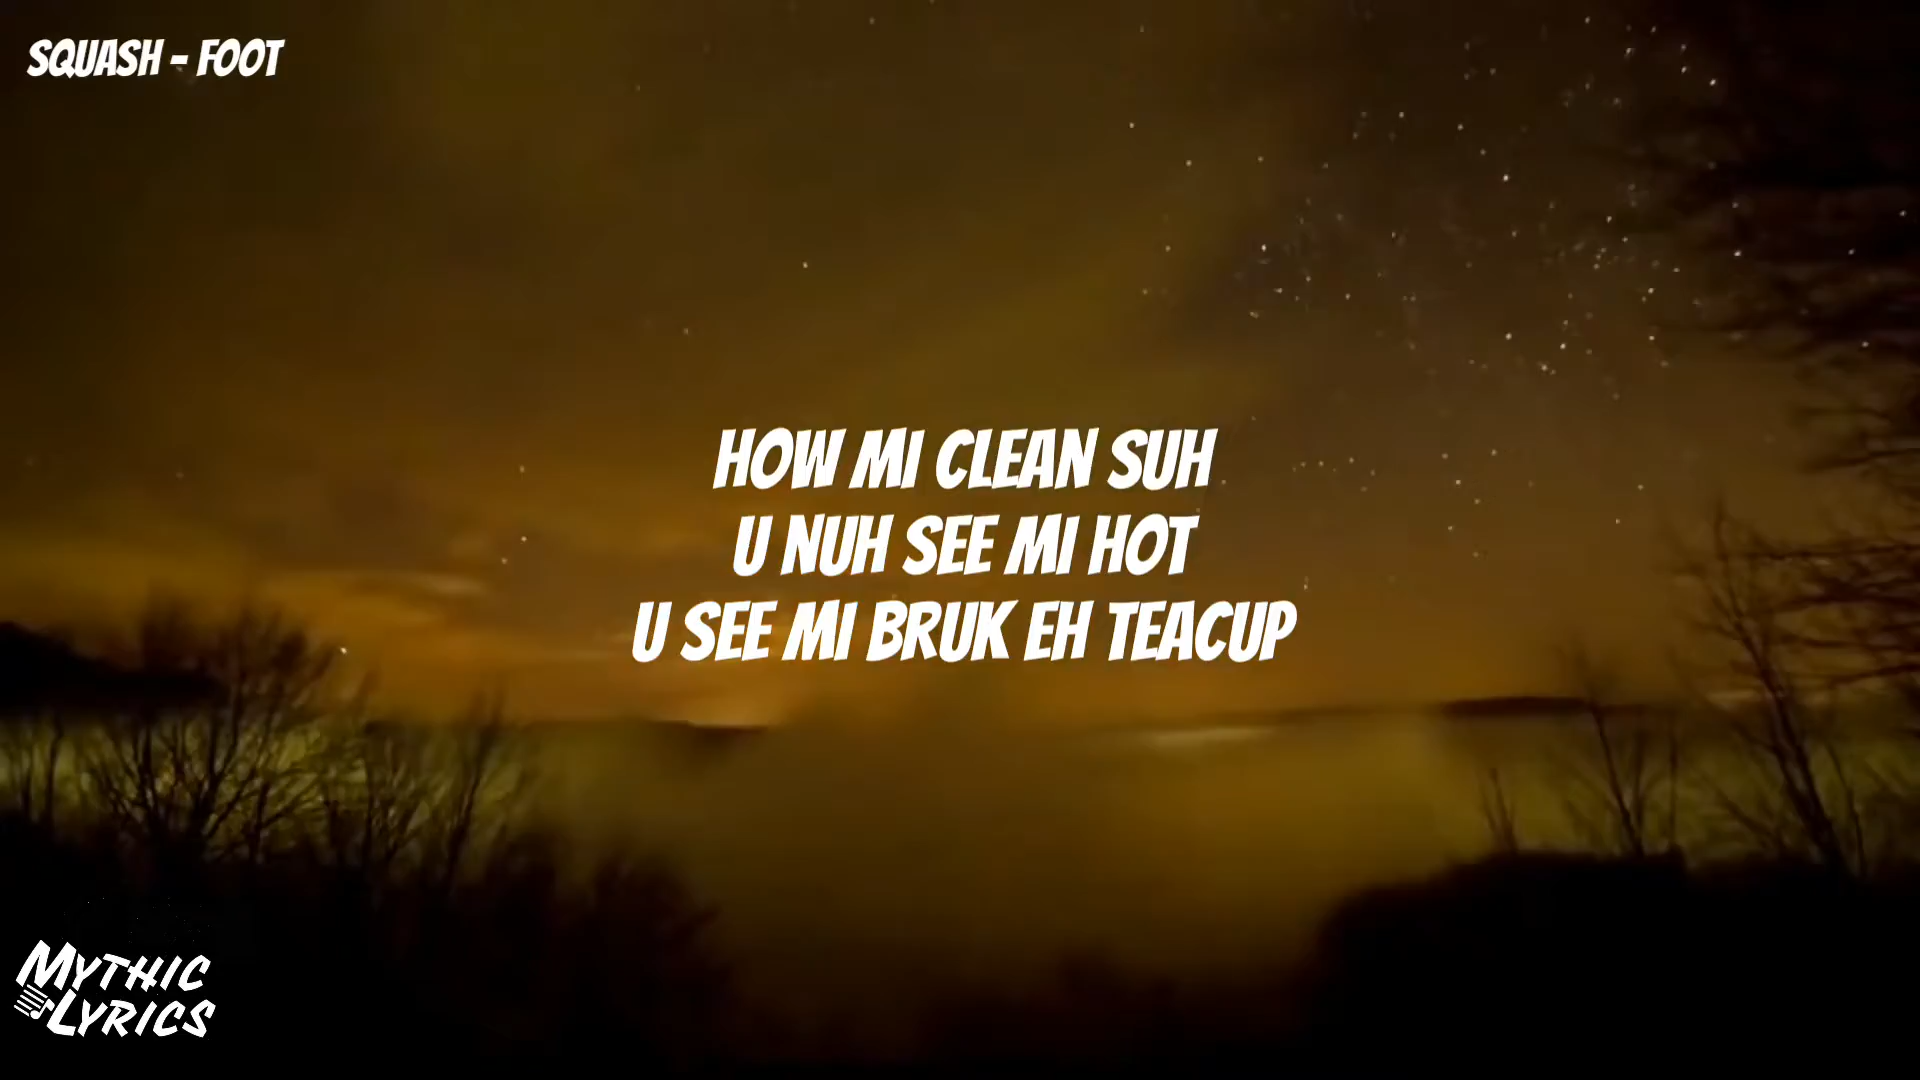 SQUASH - FOOT
HOW MI CLEAN SUH
U NUH SEE MI HOT
U SEE MI BRUK EH TEACUP
MYTHIC
LYRICS